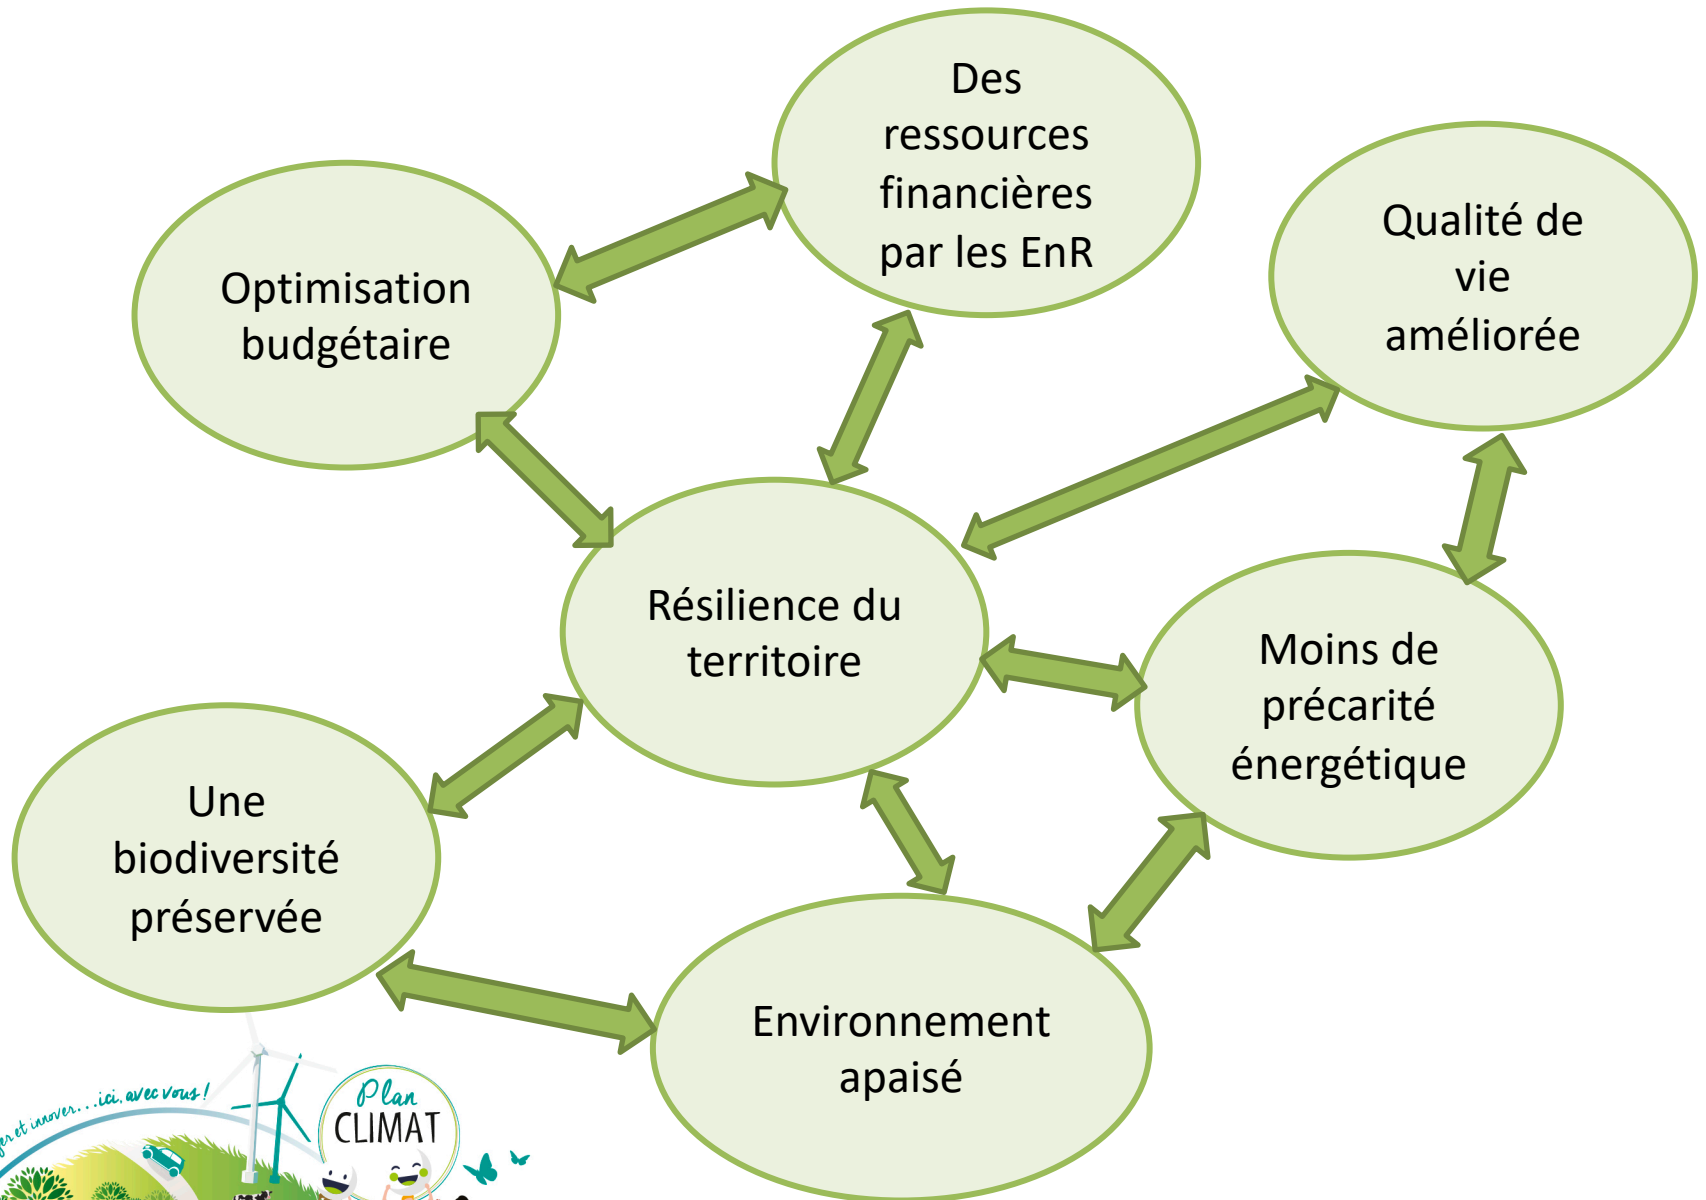 Des
ressources
financières
par les EnR
Qualité de
vie
améliorée
Optimisation
budgétaire
Résilience du
territoire
Moins de
précarité
énergétique
Une
biodiversité
préservée
Environnement
apaisé
et innover...ici, avec vous !
Plan
CLIMAT